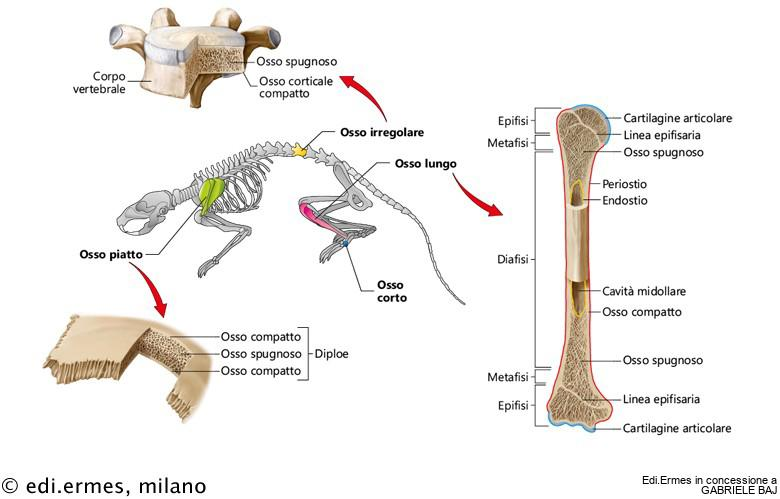 Osso spugnoso
Osso corticale
compatto
Corpo
vertebrale
Osso irregolare
Osso lungo
Osso piatto
Osso
corto
Osso compatto
Osso spugnoso
Osso compatto
Diploe
Epifisi
Metafisi
Diafisi
Metafisi
Epifisi
Cartilagine articolare
Linea epifisaria
Osso spugnoso
Periostio
Endostio
Cavità midollare
Osso compatto
Osso spugnoso
Linea epifisaria
Cartilagine articolare
© edi.ermes, milano
Edi.Ermes in concessione a
GABRIELE BAJ